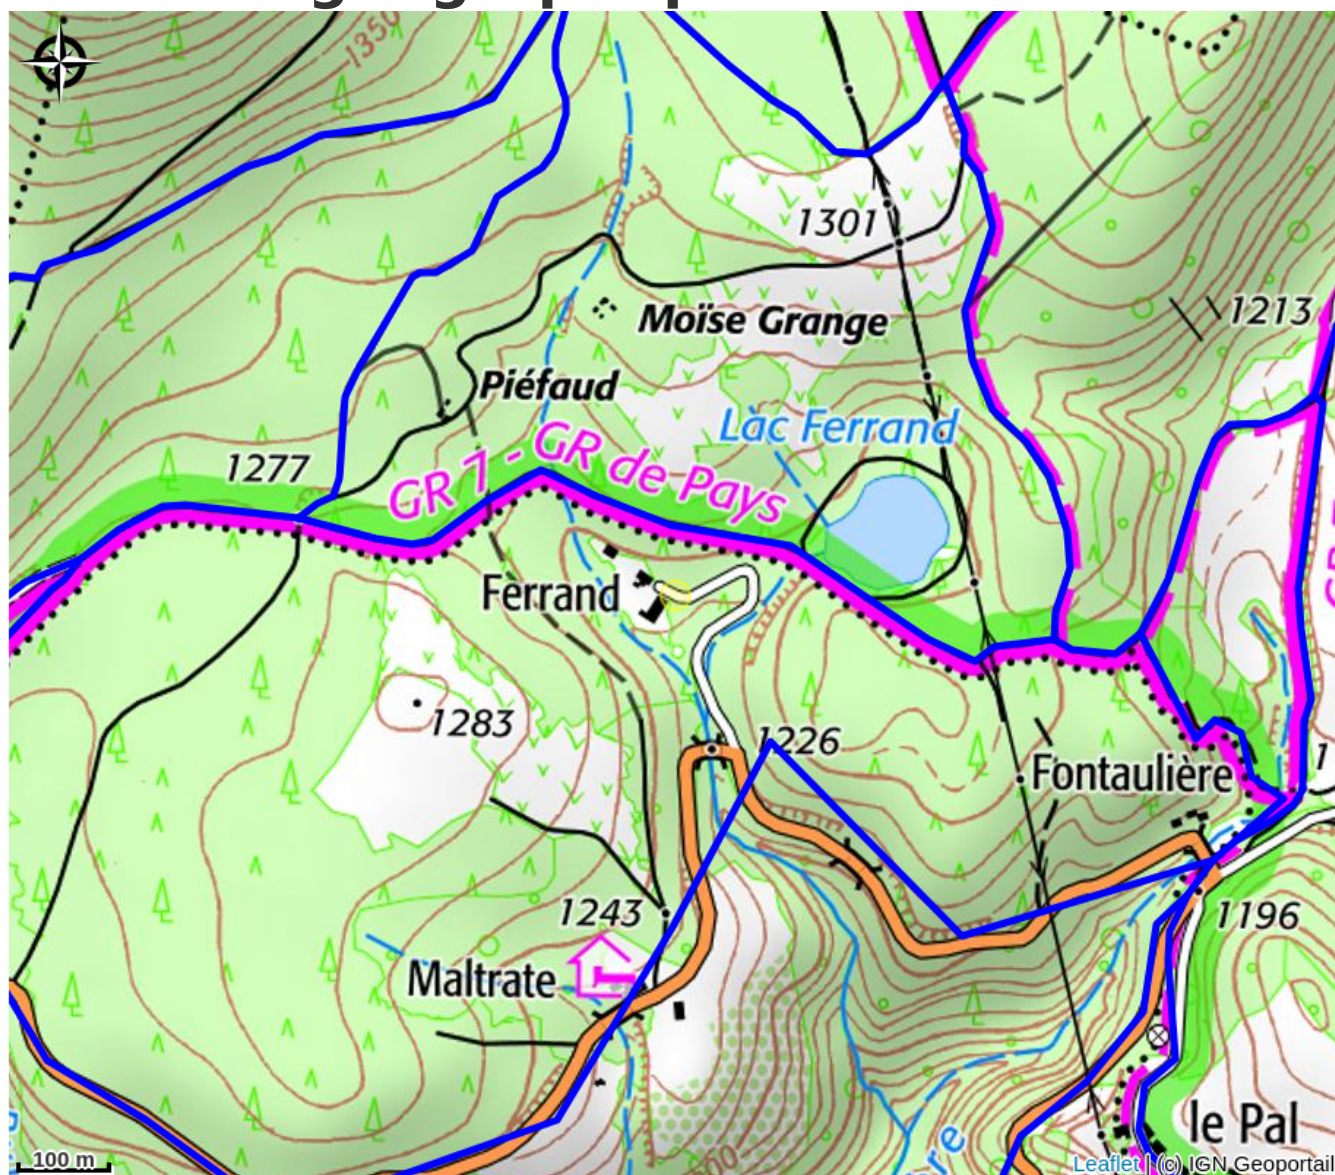 1350
1301
1213
Moïse Grange
Piéfaud
Lac Ferrand
1277
GR 7 - GR de Pays
Ferrand
1283
1226
Fontaulière
1243
1196
Maltrate
le Pal
100 m
Leaflet | (c) IGN Geoportail